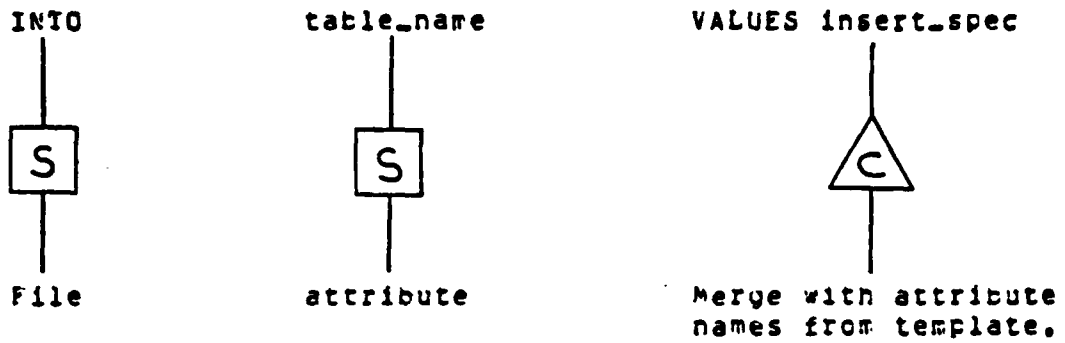 INTO table_name VALUES insert_spec
S S C
File attribute Merge with attribute
names from template.